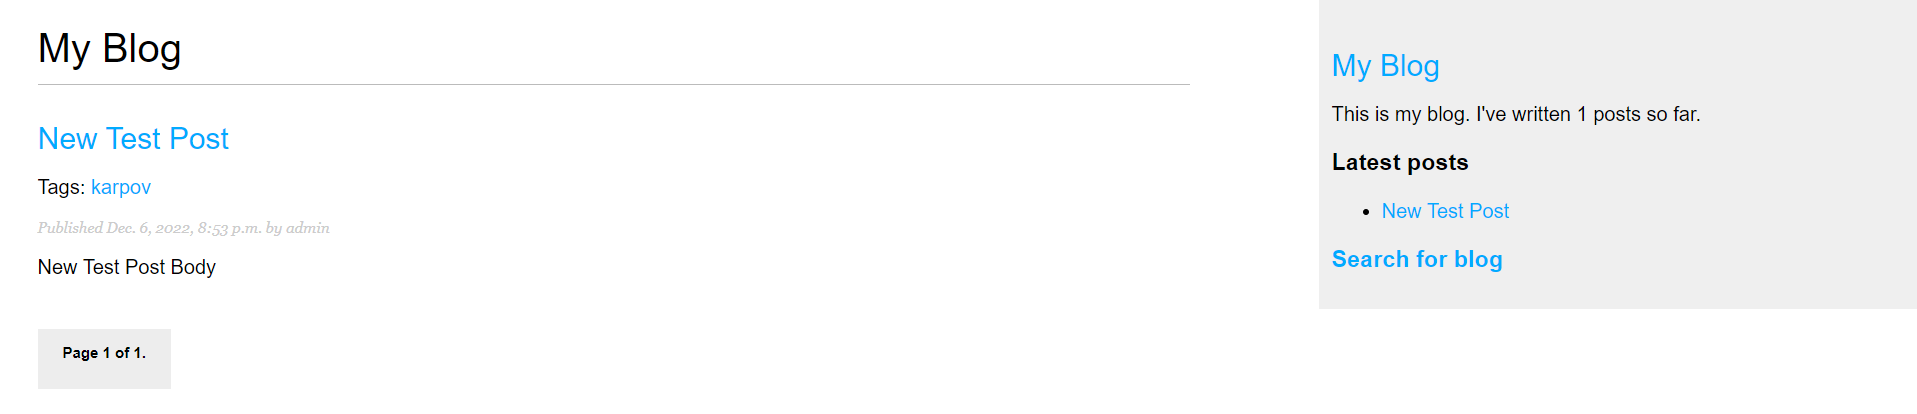 My Blog
New Test Post
Tags: karpov
Published Dec. 6, 2022, 8:53 p.m. by admin
New Test Post Body
Page 1 of 1.
My Blog
This is my blog. I've written 1 posts so far.
Latest posts
New Test Post
Search for blog